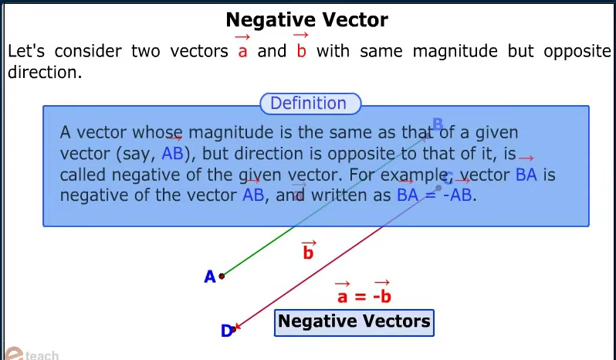 Negative Vector
Let's consider two vectors a and b with same magnitude but opposite
direction.
Definition
B
A vector whose magnitude is the same as that of a given
vector (say, AB), but direction is opposite to that of it, is
called negative of the given vector. For example, vector BA is
C
negative of the vector AB, and written as BA = -AB.
a
b
A
a = -b
D
Negative Vectors
e teach